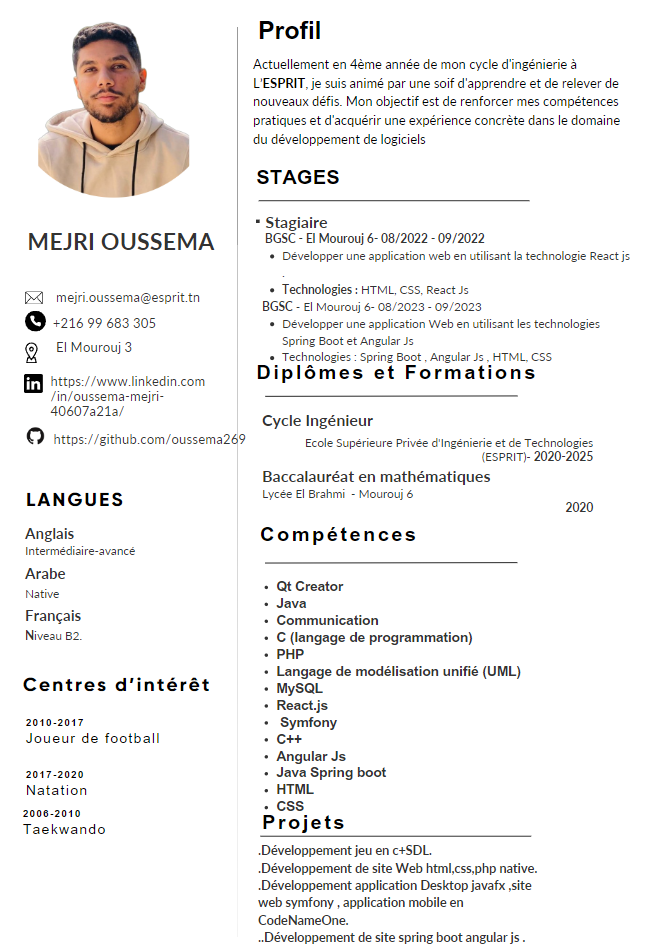 MEJRI OUSSEMA
mejri.oussema@esprit.tn
+216 99 683 305
El Mourouj 3
https://www.linkedin.com
/in/oussema-mejri-
40607a21a/
https://github.com/oussema269
LANGUES
Anglais
Intermédiaire-avancé
Arabe
Native
Français
Niveau B2.
Centres d'intérêt
2010-2017
Joueur de football
2017-2020
Natation
2006-2010
Taekwando
Profil
Actuellement en 4ème année de mon cycle d'ingénierie à
L'ESPRIT, je suis animé par une soif d'apprendre et de relever de
nouveaux défis. Mon objectif est de renforcer mes compétences
pratiques et d'acquérir une expérience concrète dans le domaine
du développement de logiciels
STAGES
▪ Stagiaire
BGSC - El Mourouj 6- 08/2022 - 09/2022
• Développer une application web en utilisant la technologie React js
.
• Technologies : HTML, CSS, React Js
BGSC - El Mourouj 6- 08/2023 - 09/2023
• Développer une application Web en utilisant les technologies
Spring Boot et Angular Js
• Technologies : Spring Boot , Angular Js , HTML, CSS
Diplômes et Formations
Cycle Ingénieur
Ecole Supérieure Privée d'Ingénierie et de Technologies
(ESPRIT)- 2020-2025
Baccalauréat en mathématiques
Lycée El Brahmi - Mourouj 6
2020
Compétences
• Qt Creator
• Java
• Communication
• C (langage de programmation)
• PHP
• Langage de modélisation unifié (UML)
• MySQL
• React.js
• Symfony
• C++
• Angular Js
• Java Spring boot
• HTML
• CSS
Projets
.Développement jeu en c+SDL.
.Développement de site Web html,css,php native.
.Développement application Desktop javafx ,site
web symfony , application mobile en
CodeNameOne.
..Développement de site spring boot angular js .